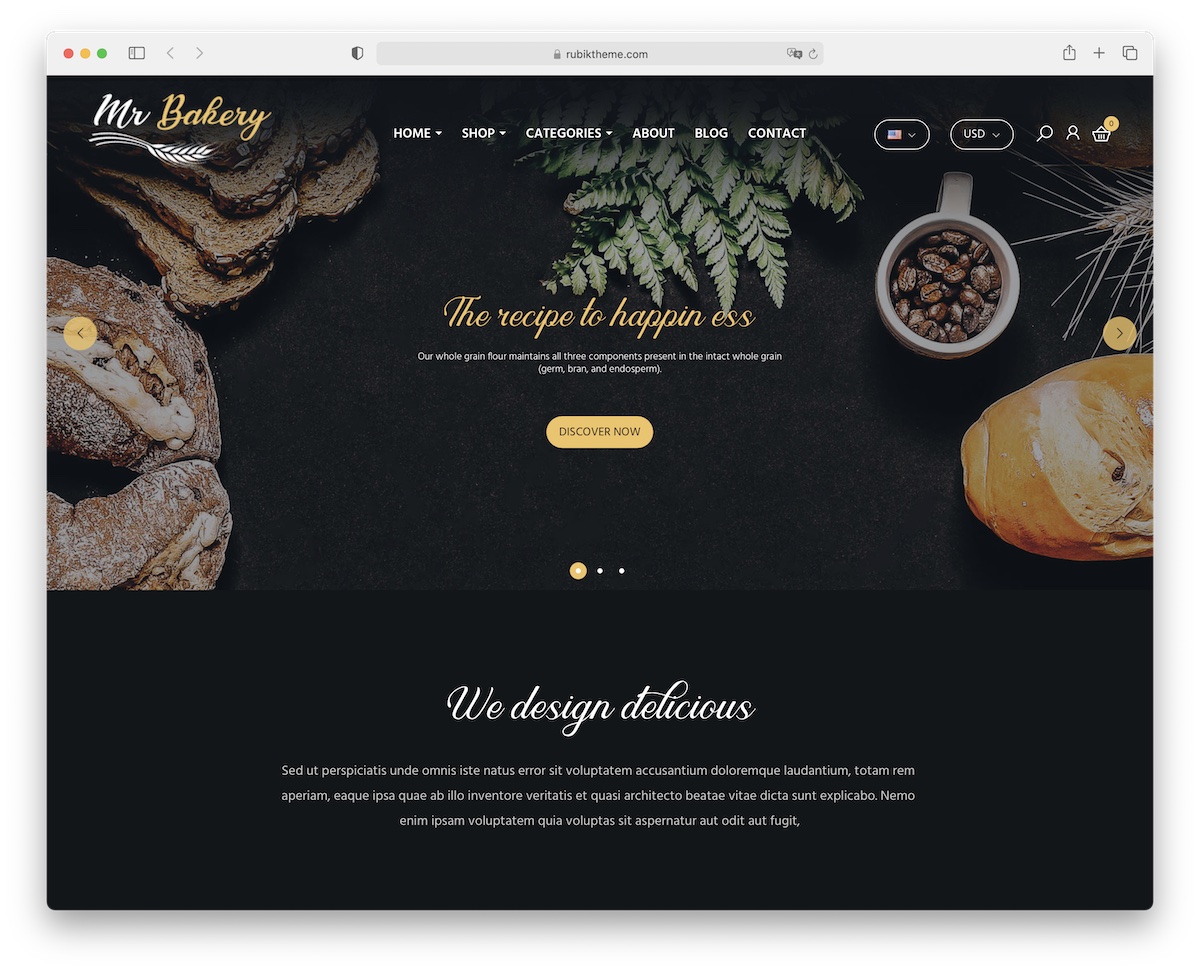 rubiktheme.com
Mr Bakery
HOME SHOP CATEGORIES ABOUT BLOG CONTACT USD 0
The recipe to happin ess
Our whole grain flour maintains all three components present in the intact whole grain
(germ, bran, and endosperm).
DISCOVER NOW
We design delicious
Sed ut perspiciatis unde omnis iste natus error sit voluptatem accusantium doloremque laudantium, totam rem
aperiam, eaque ipsa quae ab illo inventore veritatis et quasi architecto beatae vitae dicta sunt explicabo. Nemo
enim ipsam voluptatem quia voluptas sit aspernatur aut odit aut fugit,